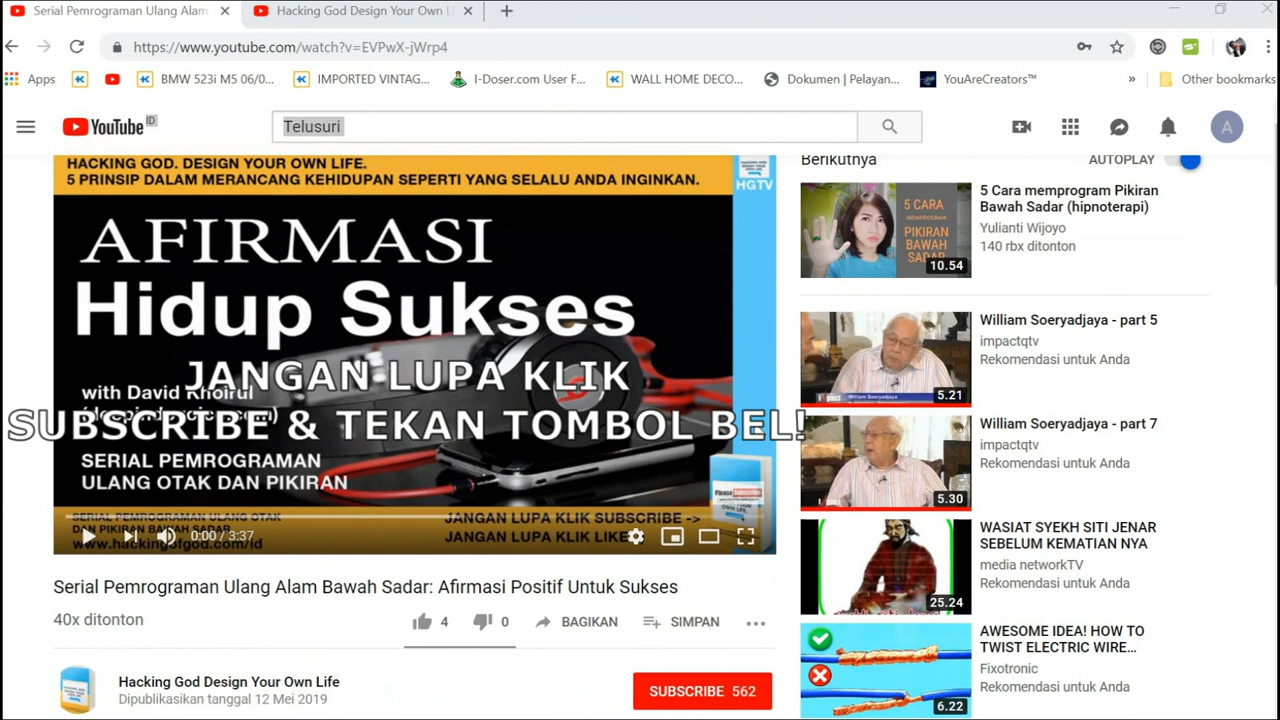 Serial Pemrograman Ulang Alam
Hacking God Design Your Own L
https://www.youtube.com/watch?v=EVPwX-jWrp4
Apps
BMW 523i M5 06/0...
IMPORTED VINTAG...
I-Doser.com User F...
WALL HOME DECO...
Dokumen | Pelayan...
YouAreCreators™
»
Other bookmarks
YouTube ID
Telusuri
A
HACKING GOD. DESIGN YOUR OWN LIFE.
5 PRINSIP DALAM MERANCANG KEHIDUPAN SEPERTI YANG SELALU ANDA INGINKAN.
HGTV
AFIRMASI
Hidup Sukses
JANGAN LUPA KLIK
with David Khoirul
SUBSCRIBE & TEKAN TOMBOL BEL!
SERIAL PEMROGRAMAN
ULANG OTAK DAN PIKIRAN
SERIAL PEMROGRAMAN ULANG OTAK
DAN PIKIRAN BAWAH SADAR
www.hackingofgod.com/id
JANGAN LUPA KLIK SUBSCRIBE ->
JANGAN LUPA KLIK LIKE
0:00 / 3:37
Serial Pemrograman Ulang Alam Bawah Sadar: Afirmasi Positif Untuk Sukses
40x ditonton
4
0
BAGIKAN
SIMPAN
Hacking God Design Your Own Life
Dipublikasikan tanggal 12 Mei 2019
SUBSCRIBE 562
Berikutnya
AUTOPLAY
5 CARA
MEMPROGRAM
PIKIRAN
BAWAH
SADAR
10.54
5 Cara memprogram Pikiran
Bawah Sadar (hipnoterapi)
Yulianti Wijoyo
140 rbx ditonton
William Soeryadjaya
5.21
William Soeryadjaya - part 5
impactqtv
Rekomendasi untuk Anda
5.30
William Soeryadjaya - part 7
impactqtv
Rekomendasi untuk Anda
25.24
WASIAT SYEKH SITI JENAR
SEBELUM KEMATIAN NYA
media networkTV
Rekomendasi untuk Anda
6.22
AWESOME IDEA! HOW TO
TWIST ELECTRIC WIRE...
Fixotronic
Rekomendasi untuk Anda